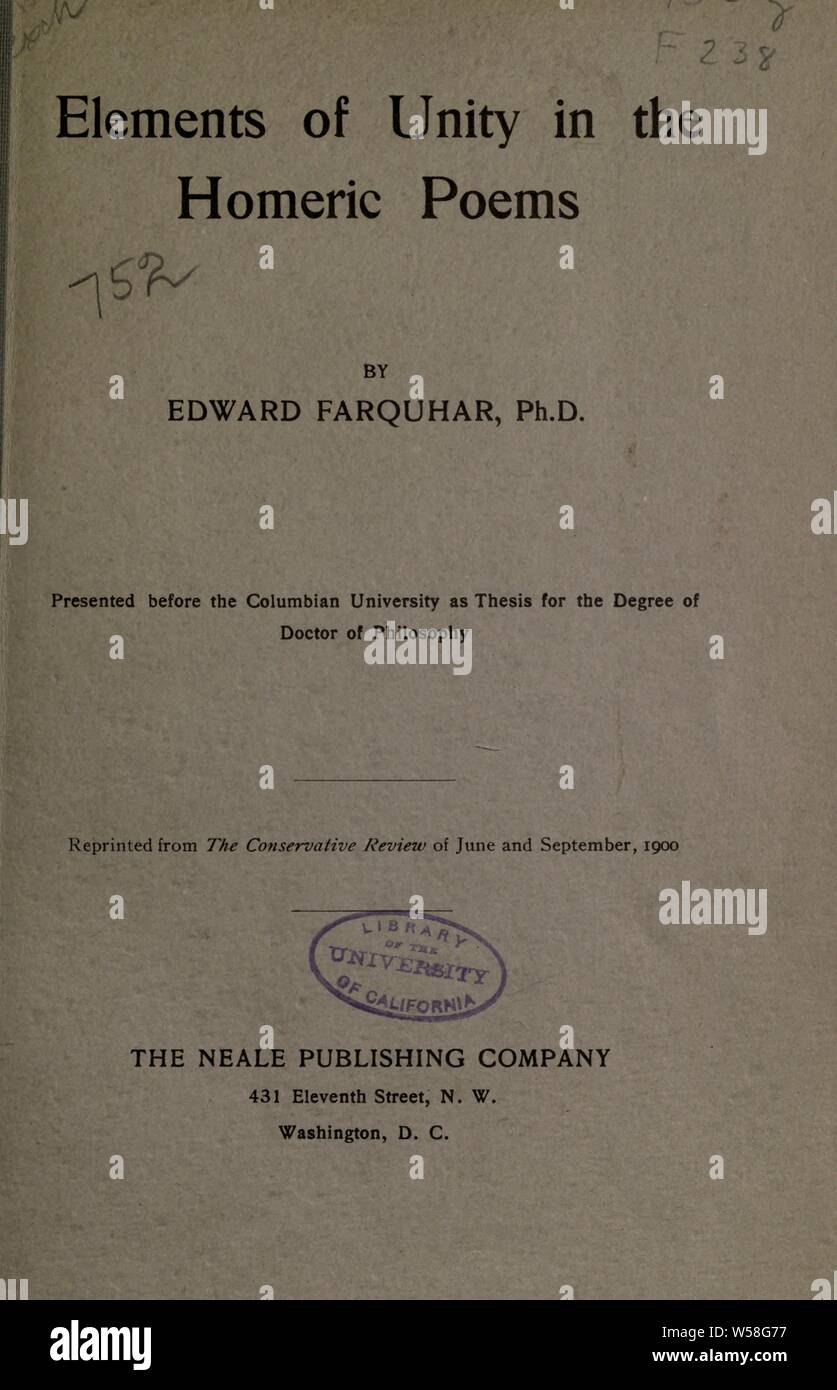 F 238
Elements of Unity in the
Homeric Poems
752
BY
EDWARD FARQUHAR, Ph.D.
Presented before the Columbian University as Thesis for the Degree of
Doctor of Philosophy
Reprinted from The Conservative Review of June and September, 1900
LIBRARY
OF THE
UNIVERSITY
OF CALIFORNIA
THE NEALE PUBLISHING COMPANY
431 Eleventh Street, N. W.
Washington, D. C.
alamy
alamy
alamy
a alamy
Image ID: W58G77
www.alamy.com